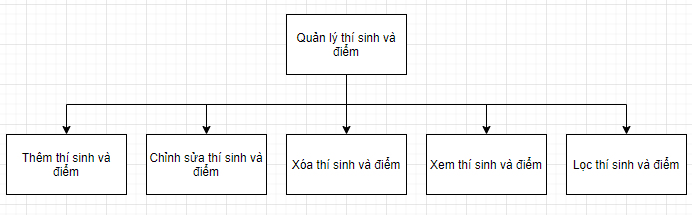 Quản lý thí sinh và
điểm
Thêm thí sinh và
điểm
Chỉnh sửa thí sinh và
điểm
Xóa thí sinh và điểm
Xem thí sinh và điểm
Lọc thí sinh và điểm